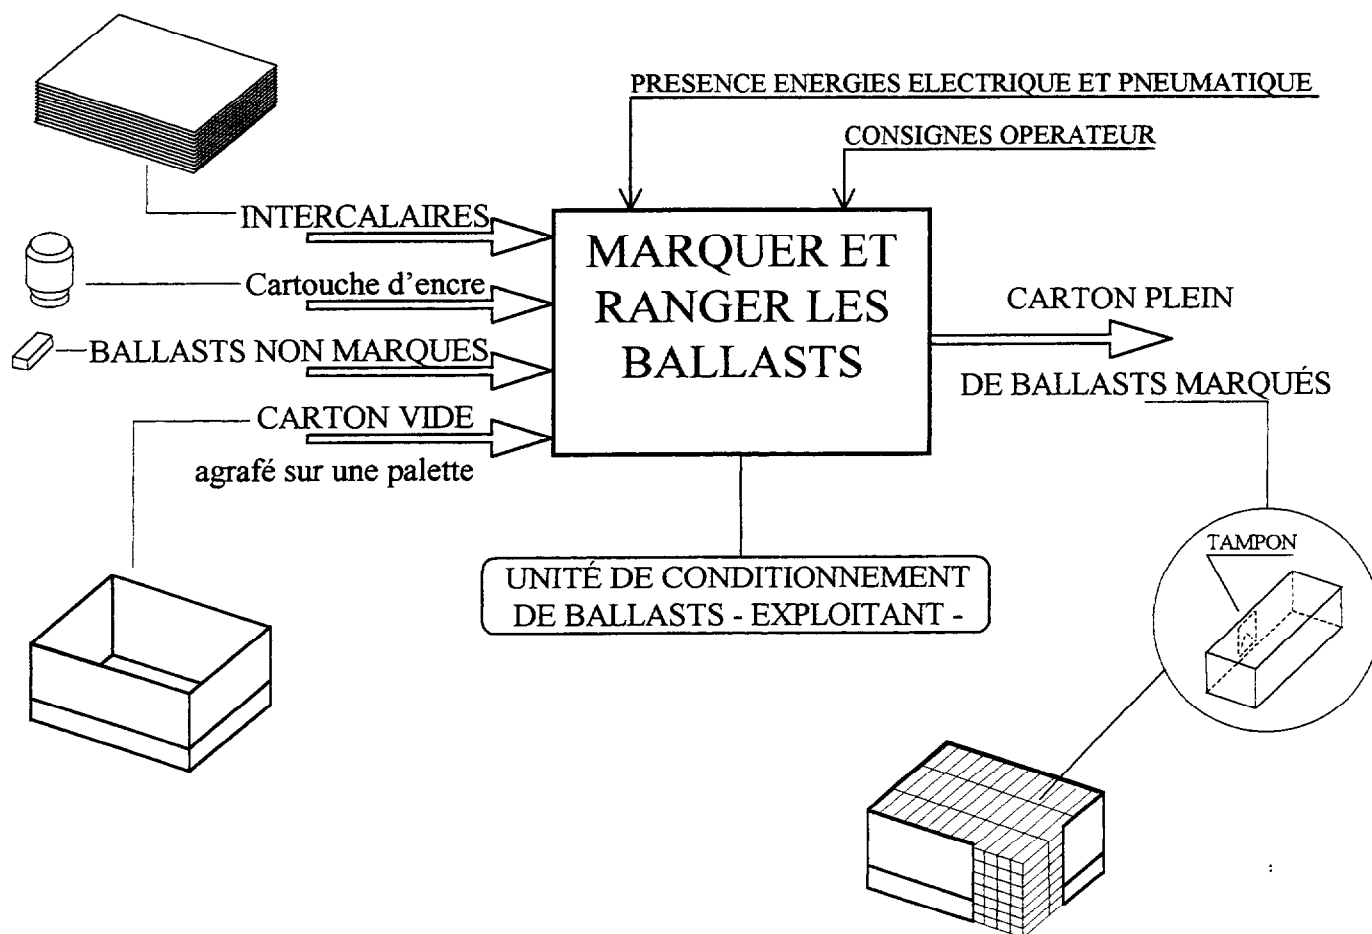 PRESENCE ENERGIES ELECTRIQUE ET PNEUMATIQUE
CONSIGNES OPERATEUR
INTERCALAIRES
Cartouche d'encre
BALLASTS NON MARQUES
CARTON VIDE
agrafé sur une palette
MARQUER ET
RANGER LES
BALLASTS
CARTON PLEIN
DE BALLASTS MARQUÉS
UNITÉ DE CONDITIONNEMENT
DE BALLASTS - EXPLOITANT -
TAMPON